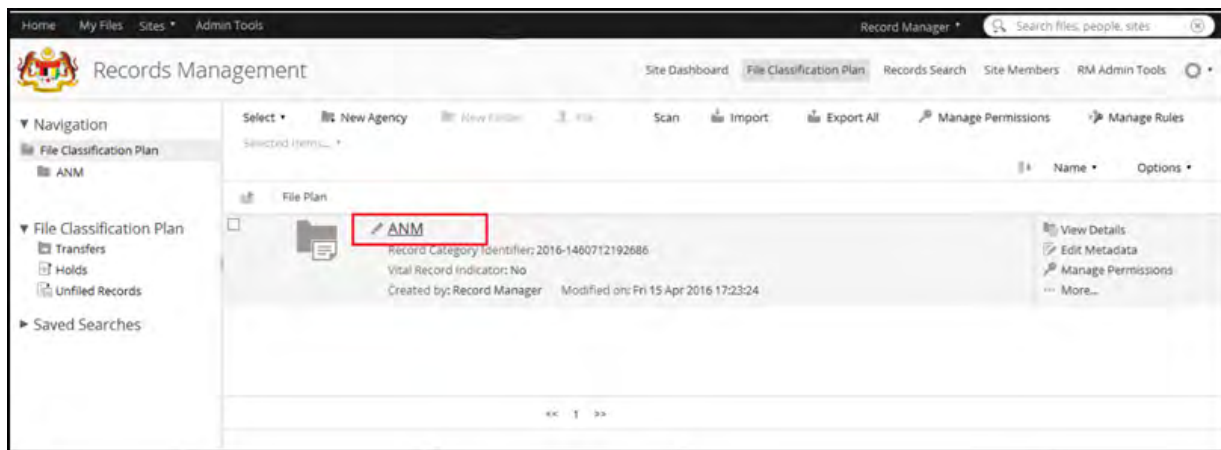 Home My Files Sites Admin Tools Record Manager Search files, people, sites
Records Management Site Dashboard File Classification Plan Records Search Site Members RM Admin Tools
Navigation
File Classification Plan
ANM
File Classification Plan
Transfers
Holds
Unfiled Records
Saved Searches
Select New Agency New Folder File Scan Import Export All Manage Permissions Manage Rules
Selected Items...
Name Options
File Plan
ANM
Record Category Identifier: 2016-1460712192686
Vital Record Indicator: No
Created by: Record Manager Modified on: Fri 15 Apr 2016 17:23:24
View Details
Edit Metadata
Manage Permissions
More...
<< 1 >>